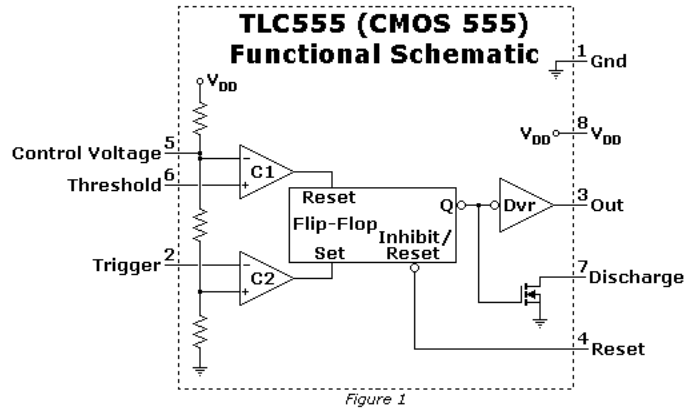 TLC555 (CMOS 555)
Functional Schematic
1
Gnd
VDD
8
VDD
5
Control Voltage
6
Threshold
- C1
+
Reset
Flip-Flop
Q
Inhibit/
Reset
Set
Dvr
3
Out
2
Trigger
- C2
+
7
Discharge
4
Reset
VDD
Figure 1